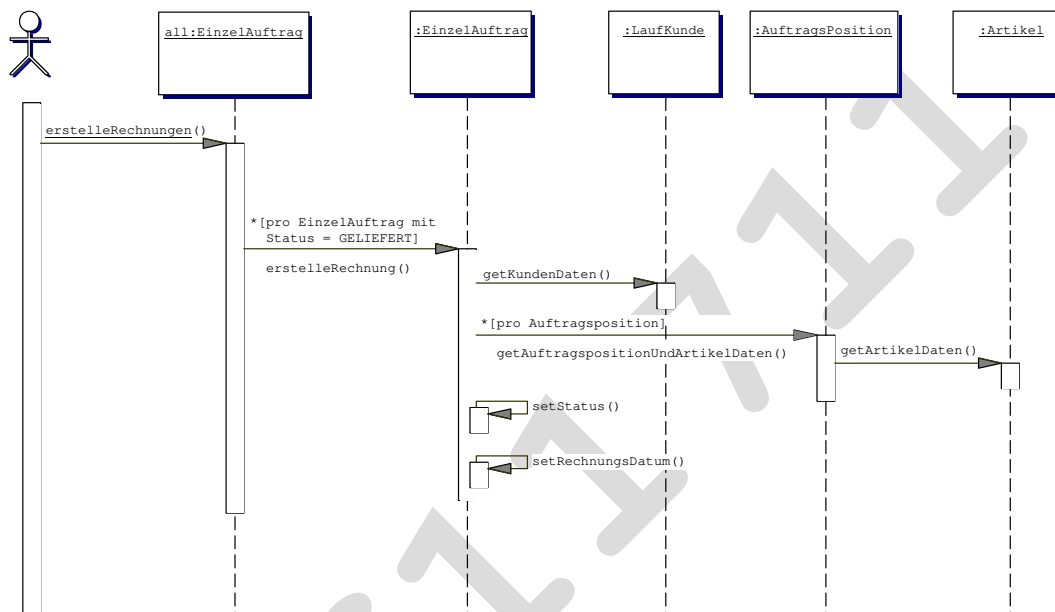 all:EinzelAuftrag
:EinzelAuftrag
:LaufKunde
:AuftragsPosition
:Artikel
erstelleRechnungen()
*[pro EinzelAuftrag mit
Status = GELIEFERT]
erstelleRechnung()
getKundenDaten()
*[pro Auftragsposition]
getAuftragspositionUndArtikelDaten()
getArtikelDaten()
setStatus()
setRechnungsDatum()